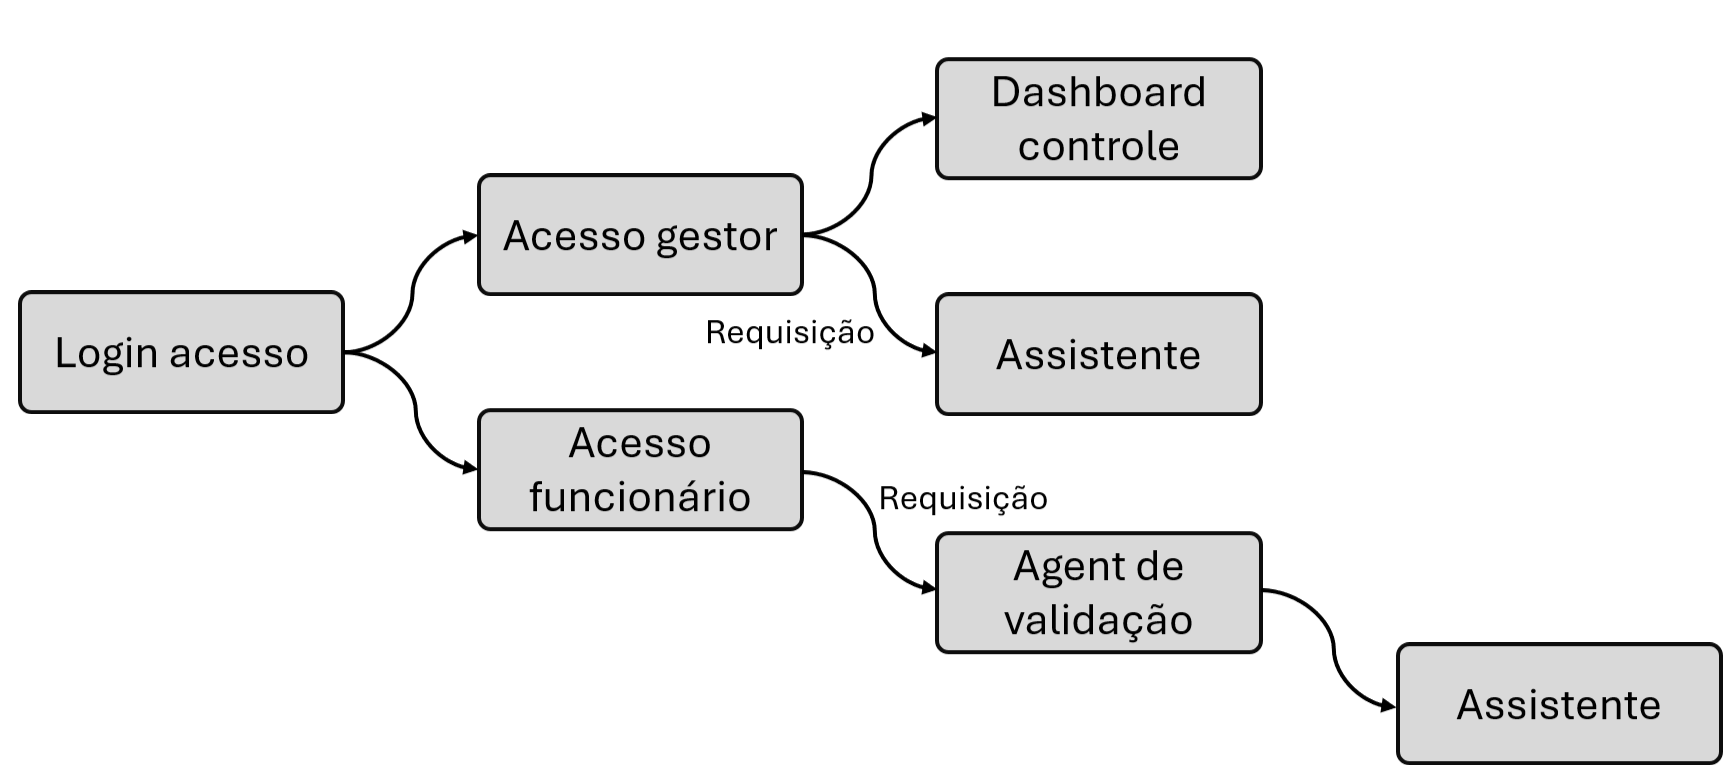 Dashboard
controle
Acesso gestor
Requisição
Login acesso
Assistente
Acesso
funcionário
Requisição
Agent de
validação
Assistente